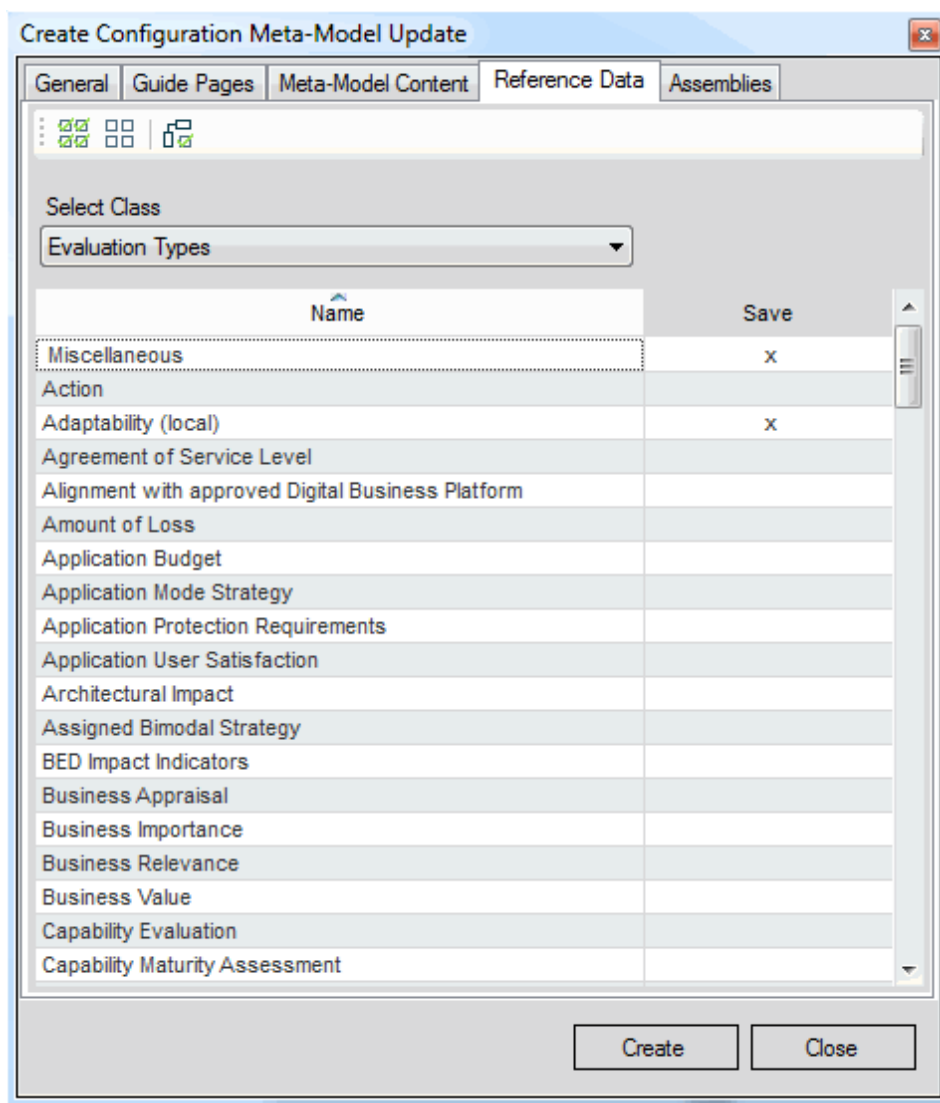 Create Configuration Meta-Model Update
General Guide Pages Meta-Model Content Reference Data Assemblies
Select Class
Evaluation Types
Name Save
Miscellaneous x
Action
Adaptability (local) x
Agreement of Service Level
Alignment with approved Digital Business Platform
Amount of Loss
Application Budget
Application Mode Strategy
Application Protection Requirements
Application User Satisfaction
Architectural Impact
Assigned Bimodal Strategy
BED Impact Indicators
Business Appraisal
Business Importance
Business Relevance
Business Value
Capability Evaluation
Capability Maturity Assessment
Create Close